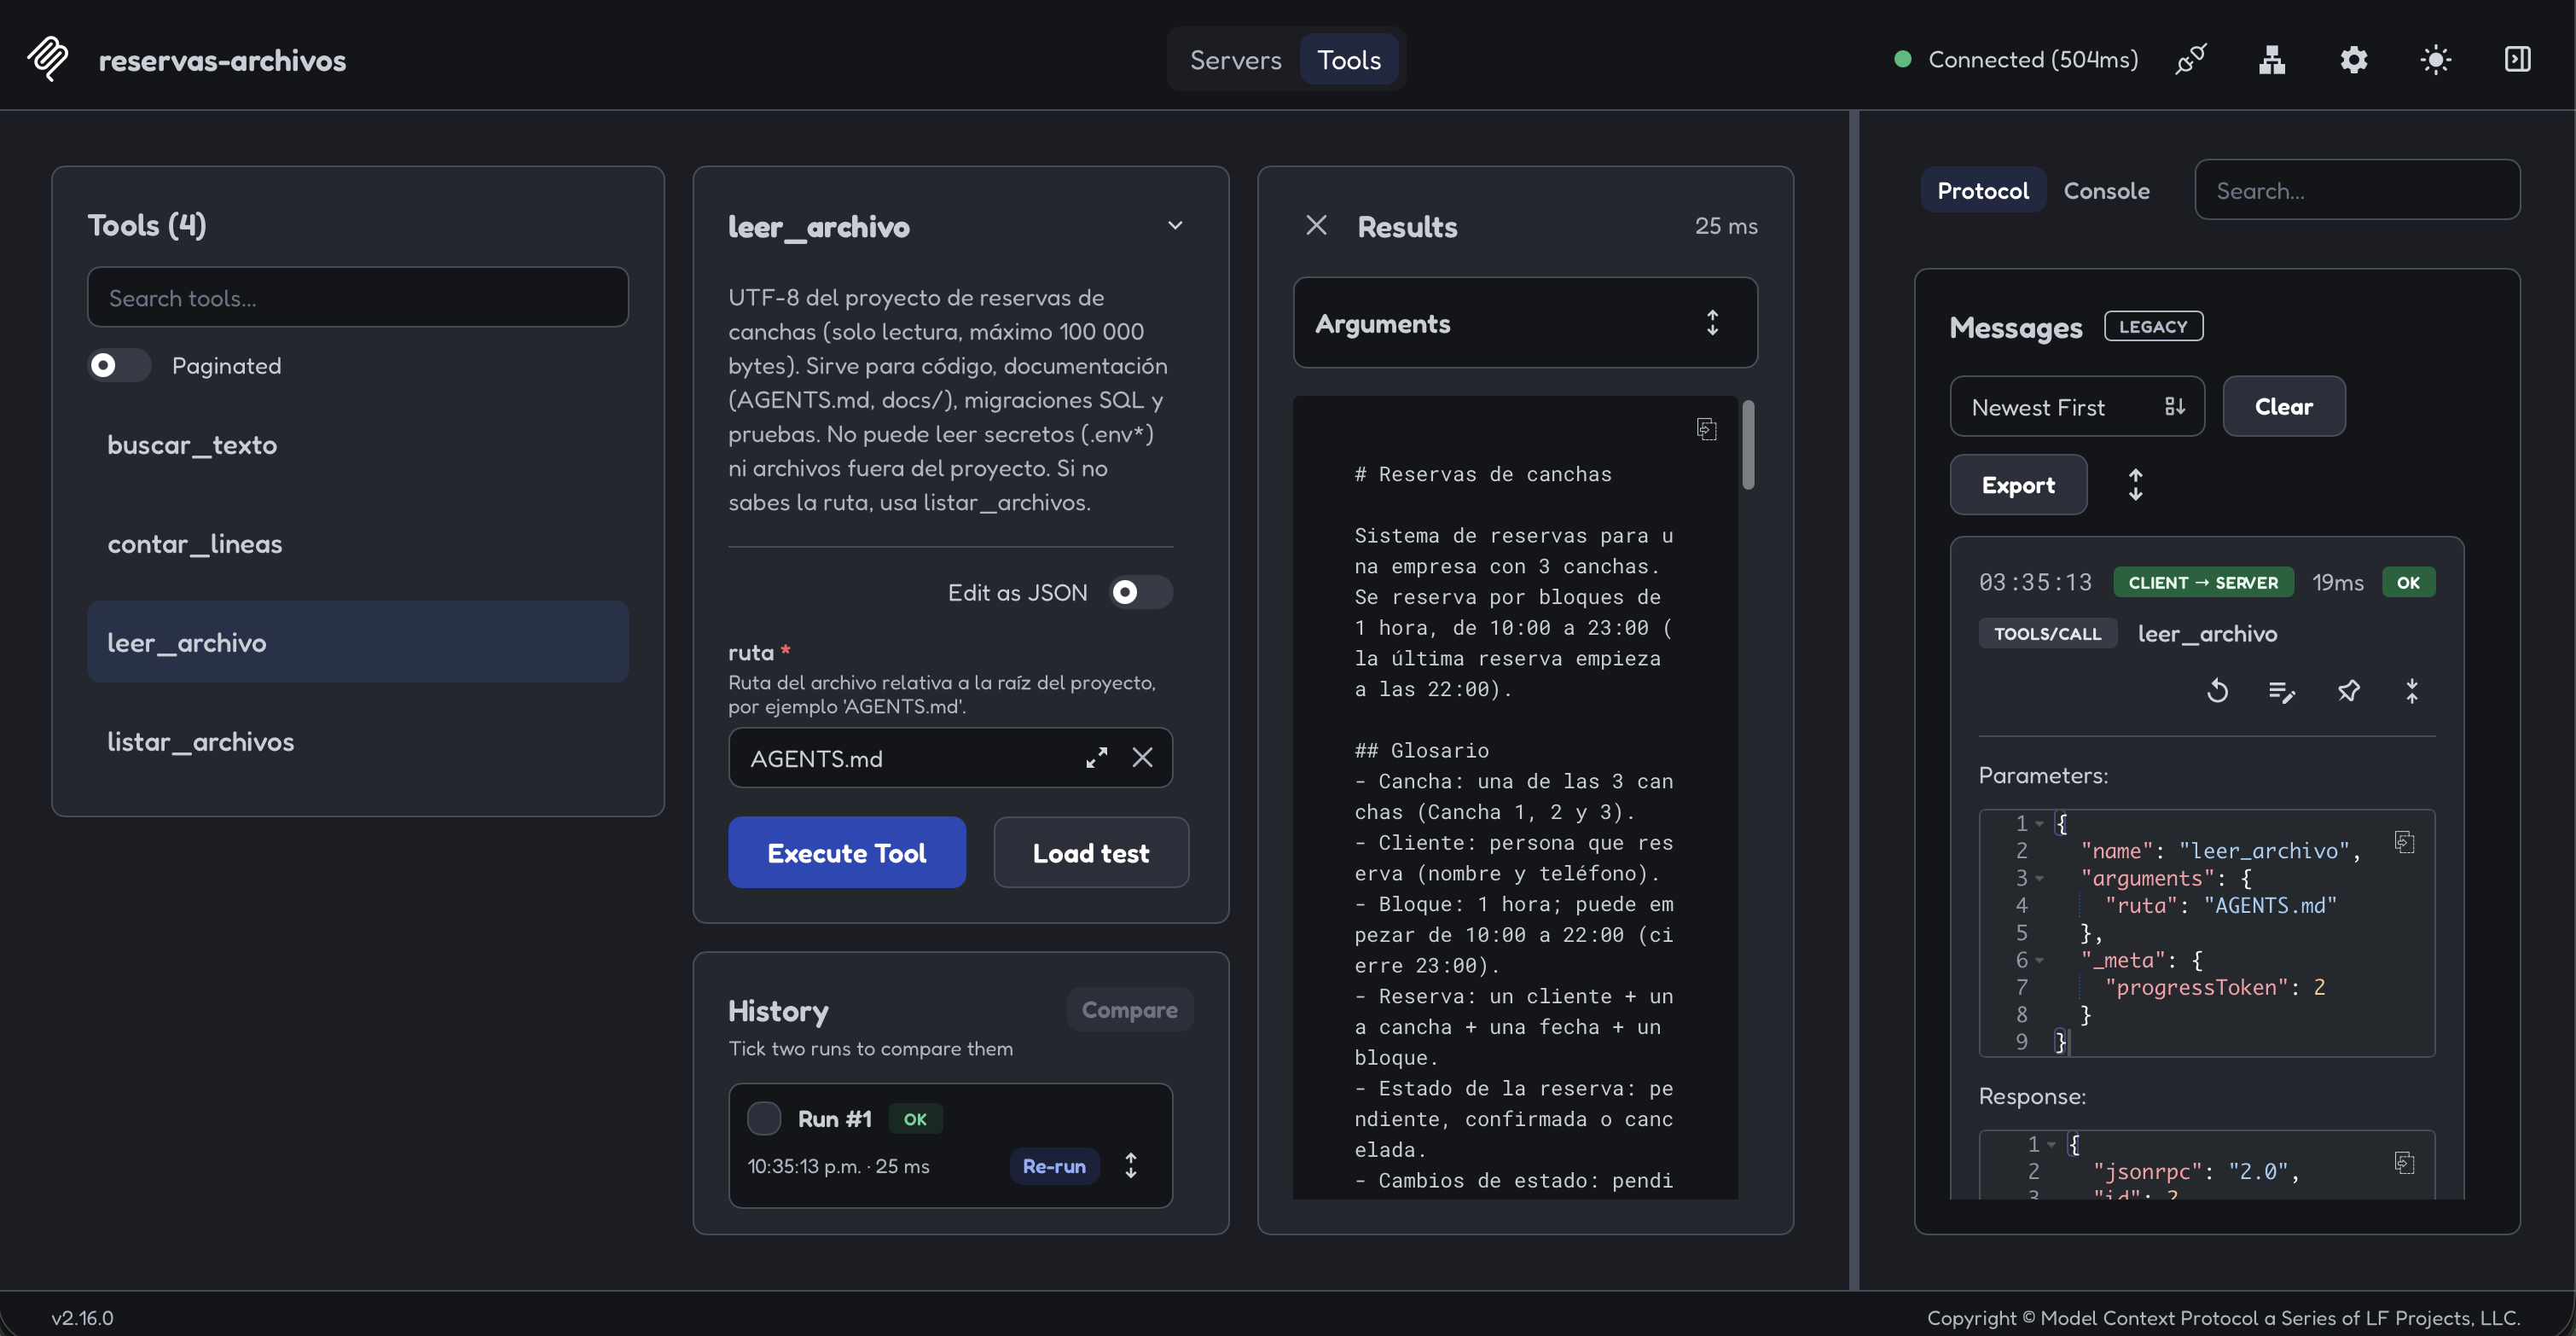 reservas-archivos
Servers
Tools
Connected (504ms)
Tools (4)
Search tools...
Paginated
buscar_texto
contar_lineas
leer_archivo
listar_archivos
leer_archivo
UTF-8 del proyecto de reservas de
canchas (solo lectura, máximo 100 000
bytes). Sirve para código, documentación
(AGENTS.md, docs/), migraciones SQL y
pruebas. No puede leer secretos (.env*)
ni archivos fuera del proyecto. Si no
sabes la ruta, usa listar_archivos.
Edit as JSON
ruta *
Ruta del archivo relativa a la raíz del proyecto,
por ejemplo 'AGENTS.md'.
AGENTS.md
Execute Tool
Load test
History
Compare
Tick two runs to compare them
Run #1
OK
10:35:13 p.m. · 25 ms
Re-run
Results
25 ms
Arguments
# Reservas de canchas
Sistema de reservas para u
na empresa con 3 canchas.
Se reserva por bloques de
1 hora, de 10:00 a 23:00 (
la última reserva empieza
a las 22:00).
## Glosario
- Cancha: una de las 3 can
chas (Cancha 1, 2 y 3).
- Cliente: persona que res
erva (nombre y teléfono).
- Bloque: 1 hora; puede em
pezar de 10:00 a 22:00 (ci
erre 23:00).
- Reserva: un cliente + un
a cancha + una fecha + un
bloque.
- Estado de la reserva: pe
ndiente, confirmada o canc
elada.
- Cambios de estado: pendi
Protocol
Console
Search...
Messages
LEGACY
Newest First
Clear
Export
03:35:13
CLIENT → SERVER
19ms
OK
TOOLS/CALL
leer_archivo
Parameters:
1 {
2 "name": "leer_archivo",
3 "arguments": {
4 "ruta": "AGENTS.md"
5 },
6 "_meta": {
7 "progressToken": 2
8 }
9 }
Response:
1 {
2 "jsonrpc": "2.0",
3 "id": 2
v2.16.0
Copyright © Model Context Protocol a Series of LF Projects, LLC.